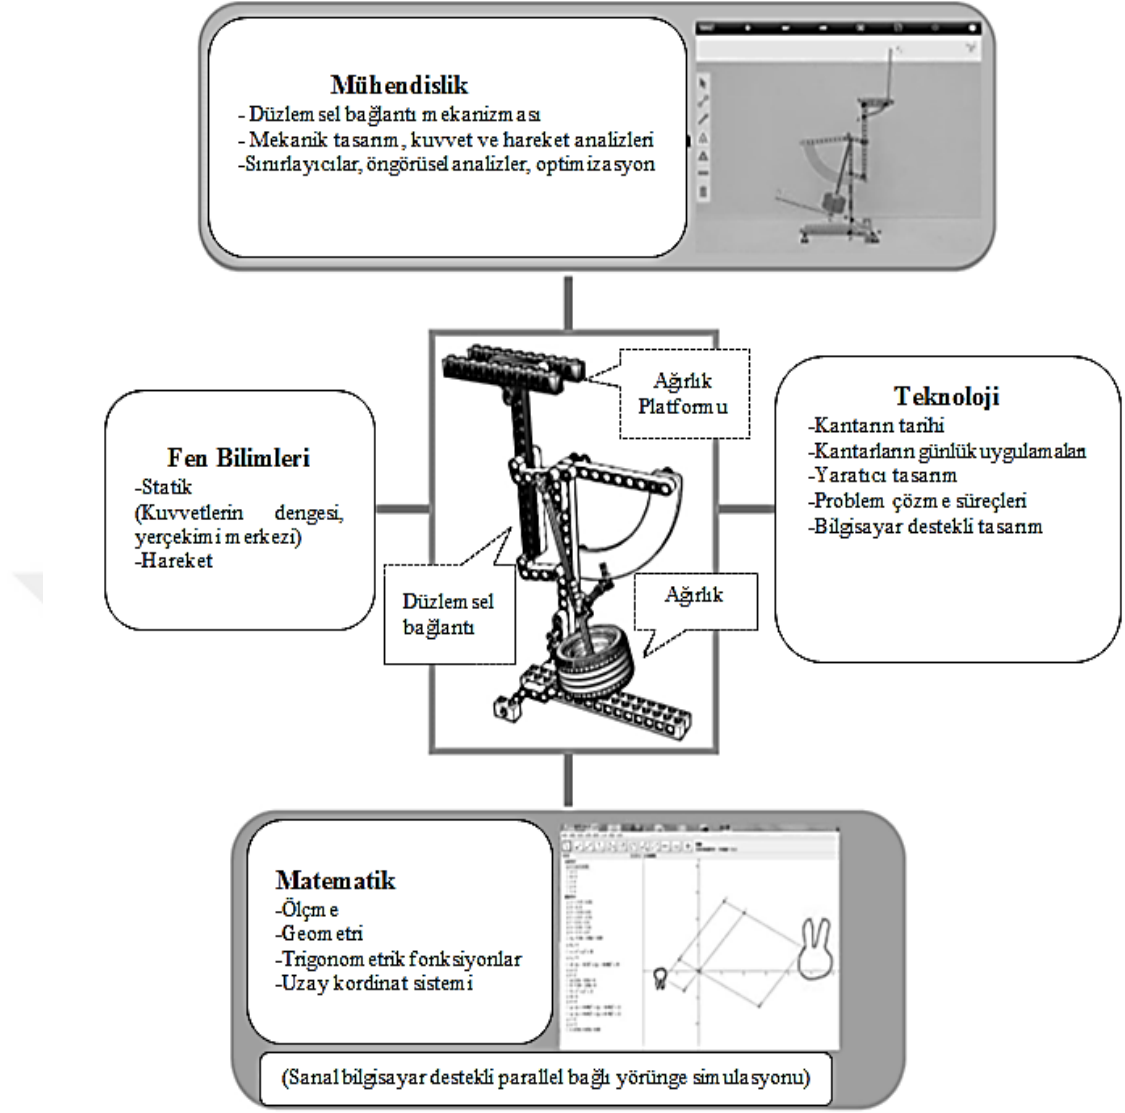 Mühendislik
- Düzlemsel bağlantı mekanizması
- Mekanik tasarım, kuvvet ve hareket analizleri
-Sınırlayıcılar, öngörüsel analizler, optimizasyon
Ağırlık
Platformu
Teknoloji
-Kantarın tarihi
-Kantarların günlük uygulamaları
-Yaratıcı tasarım
-Problem çözme süreçleri
-Bilgisayar destekli tasarım
Fen Bilimleri
-Statik
(Kuvvetlerin dengesi,
yerçekimi merkezi)
-Hareket
Düzlemsel
bağlantı
Ağırlık
Matematik
-Ölçme
-Geometri
-Trigonometrik fonksiyonlar
-Uzay kordinat sistemi
(Sanal bilgisayar destekli parallel bağlı yörünge simulasyonu)